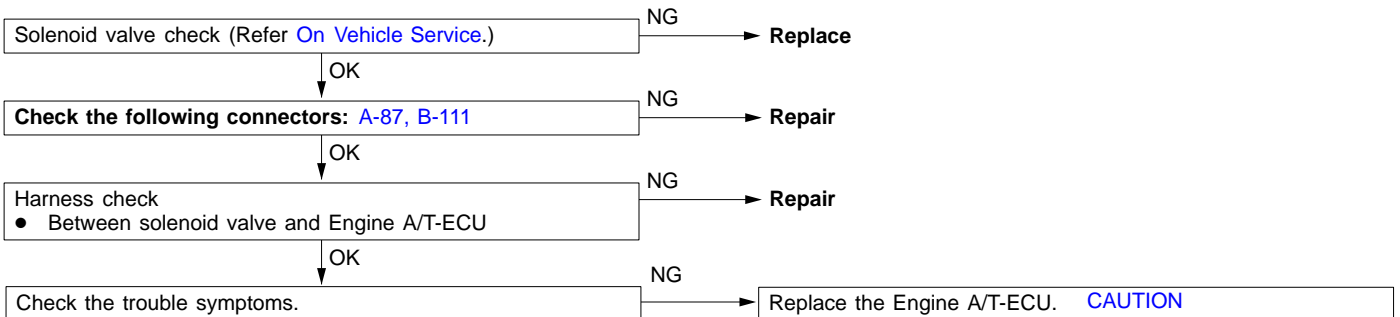 NG
Solenoid valve check (Refer On Vehicle Service.)
Replace
OK
NG
Check the following connectors: A-87, B-111
Repair
OK
NG
Harness check
Repair
● Between solenoid valve and Engine A/T-ECU
OK
NG
Check the trouble symptoms.
Replace the Engine A/T-ECU. CAUTION